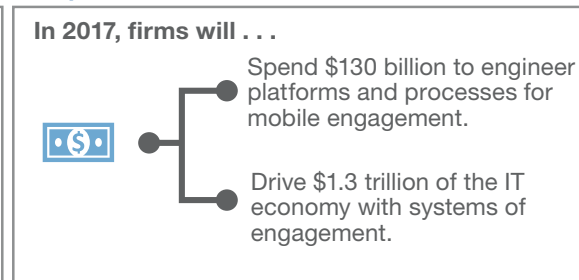 In 2017, firms will . . .
Spend $130 billion to engineer
platforms and processes for
mobile engagement.
$
Drive $1.3 trillion of the IT
economy with systems of
engagement.